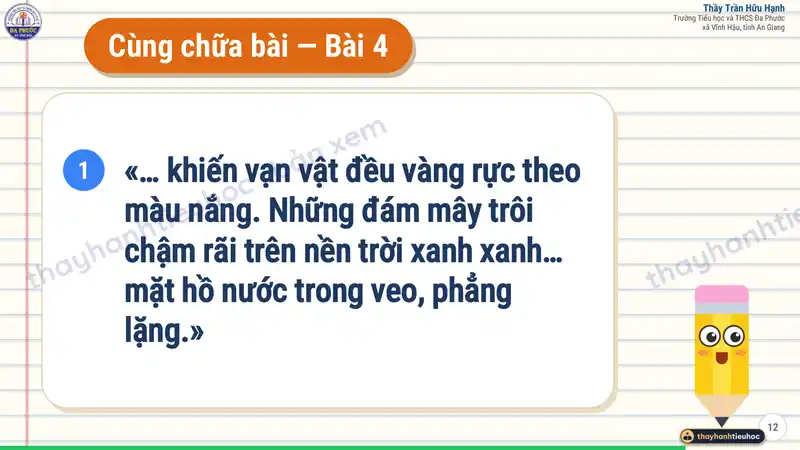 Thầy Trần Hữu Hạnh
Trường Tiểu học và THCS Đa Phước
xã Vĩnh Hậu, tỉnh An Giang
ĐA PHƯỚC
Cùng chữa bài – Bài 4
1
«… khiến vạn vật đều vàng rực theo
màu nắng. Những đám mây trôi
chậm rãi trên nền trời xanh xanh…
mặt hồ nước trong veo, phẳng
lặng.»
12
thayhanhtieuhoc